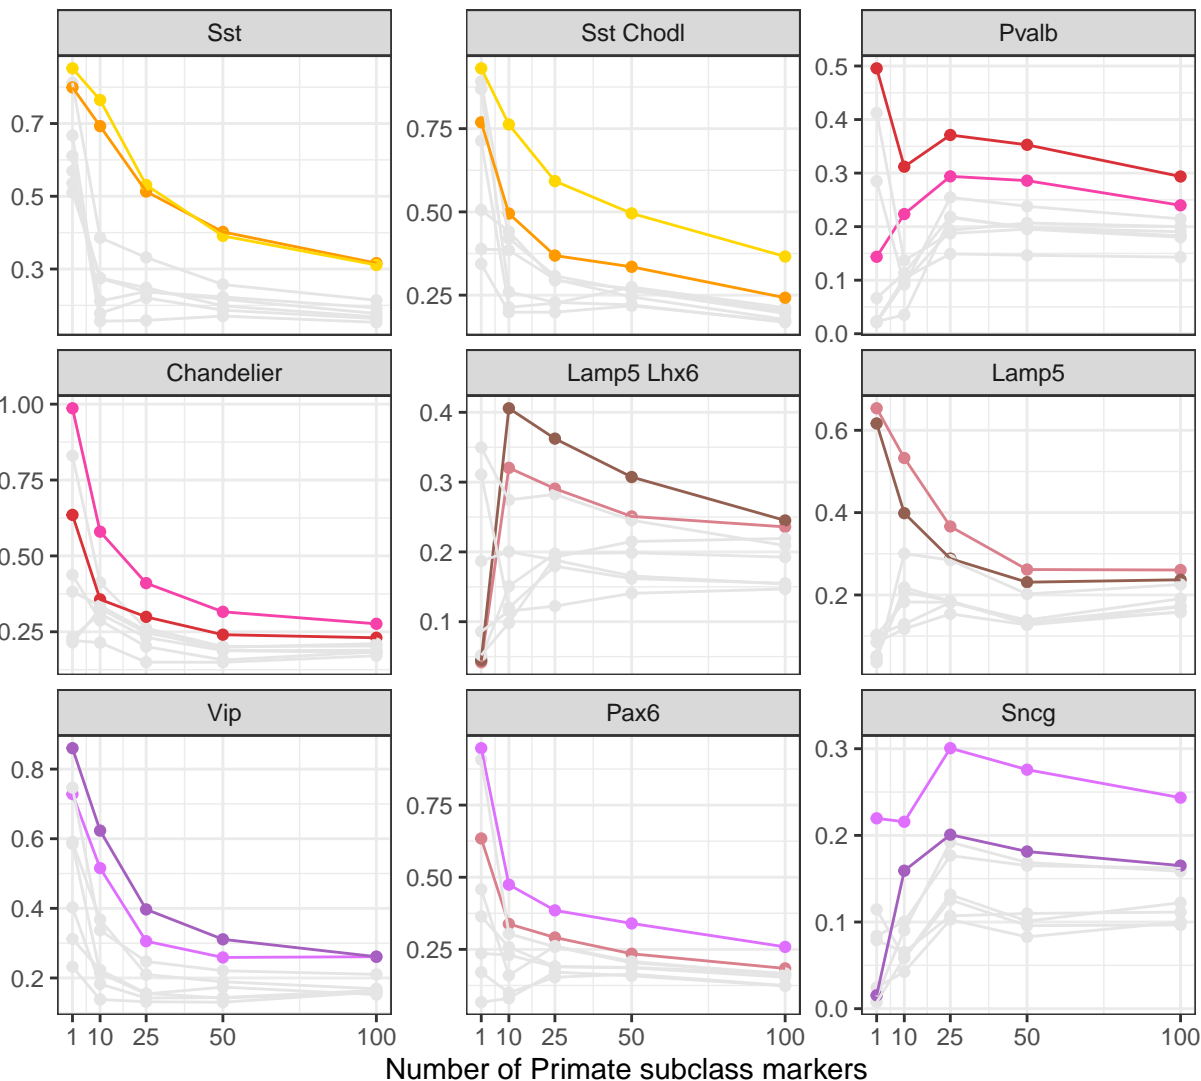 Sst
Sst Chodl
Pvalb
0.7
0.5
0.3
0.75
0.50
0.25
0.5
0.4
0.3
0.2
0.1
0.0
Chandelier
Lamp5 Lhx6
Lamp5
1.00
0.75
0.50
0.25
0.4
0.3
0.2
0.1
0.6
0.4
0.2
Vip
Pax6
Sncg
0.8
0.6
0.4
0.2
0.75
0.50
0.25
0.3
0.2
0.1
0.0
1 10 25 50 100
1 10 25 50 100
1 10 25 50 100
Number of Primate subclass markers